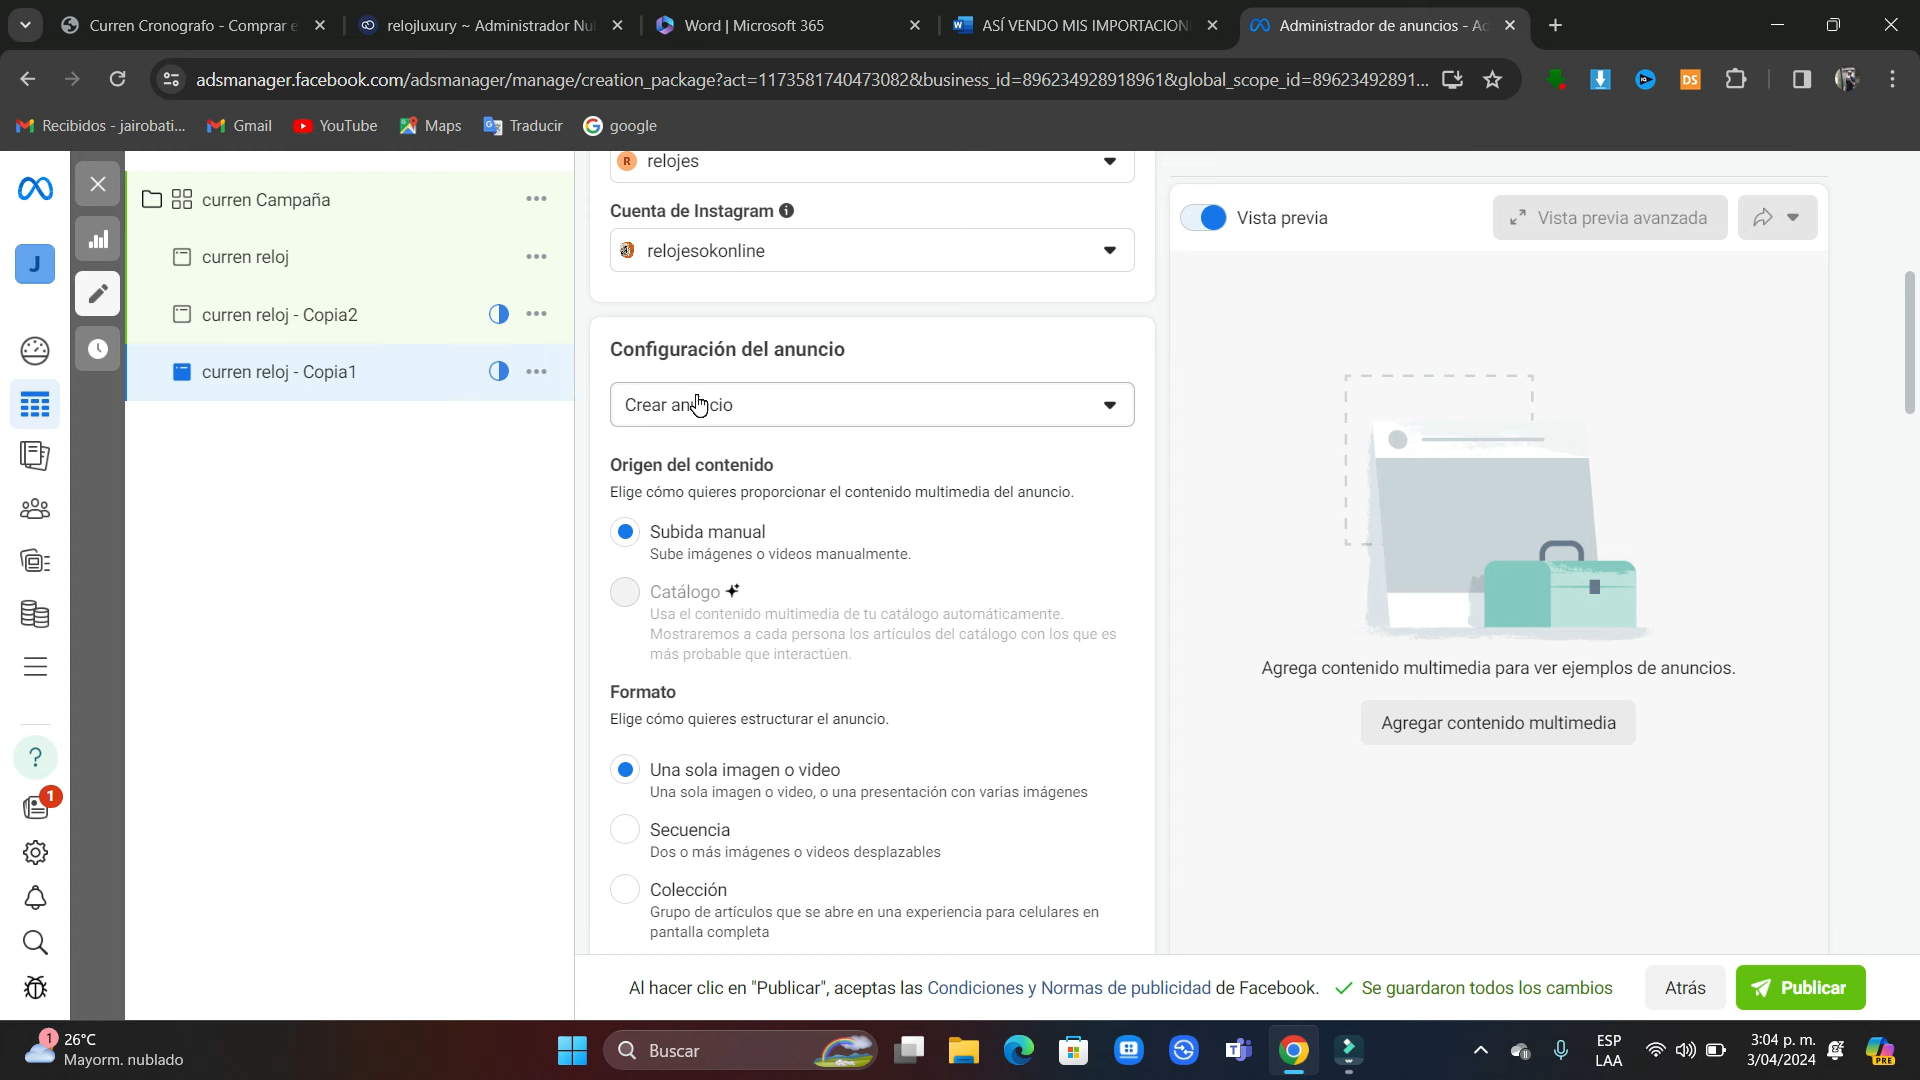 Curren Cronografo - Comprar e
relojluxury ~ Administrador Nu
Word | Microsoft 365
ASÍ VENDO MIS IMPORTACION
Administrador de anuncios - Ad
adsmanager.facebook.com/adsmanager/manage/creation_package?act=1173581740473082&business_id=896234928918961&global_scope_id=89623492891...
DS
Recibidos - jairobati...
Gmail
YouTube
Maps
Traducir
google
J
curren Campaña
curren reloj
curren reloj - Copia2
curren reloj - Copia1
R relojes
Cuenta de Instagram
relojesokonline
Configuración del anuncio
Crear anuncio
Origen del contenido
Elige cómo quieres proporcionar el contenido multimedia del anuncio.
Subida manual
Sube imágenes o videos manualmente.
Catálogo
Usa el contenido multimedia de tu catálogo automáticamente.
Mostraremos a cada persona los artículos del catálogo con los que es
más probable que interactúen.
Formato
Elige cómo quieres estructurar el anuncio.
Una sola imagen o video
Una sola imagen o video, o una presentación con varias imágenes
Secuencia
Dos o más imágenes o videos desplazables
Colección
Grupo de artículos que se abre en una experiencia para celulares en
pantalla completa
Vista previa
Vista previa avanzada
Agrega contenido multimedia para ver ejemplos de anuncios.
Agregar contenido multimedia
?
1
Al hacer clic en "Publicar", aceptas las Condiciones y Normas de publicidad de Facebook.
Se guardaron todos los cambios
Atrás
Publicar
1
26°C
Mayorm. nublado
Buscar
ESP
LAA
3:04 p. m.
3/04/2024
PRE